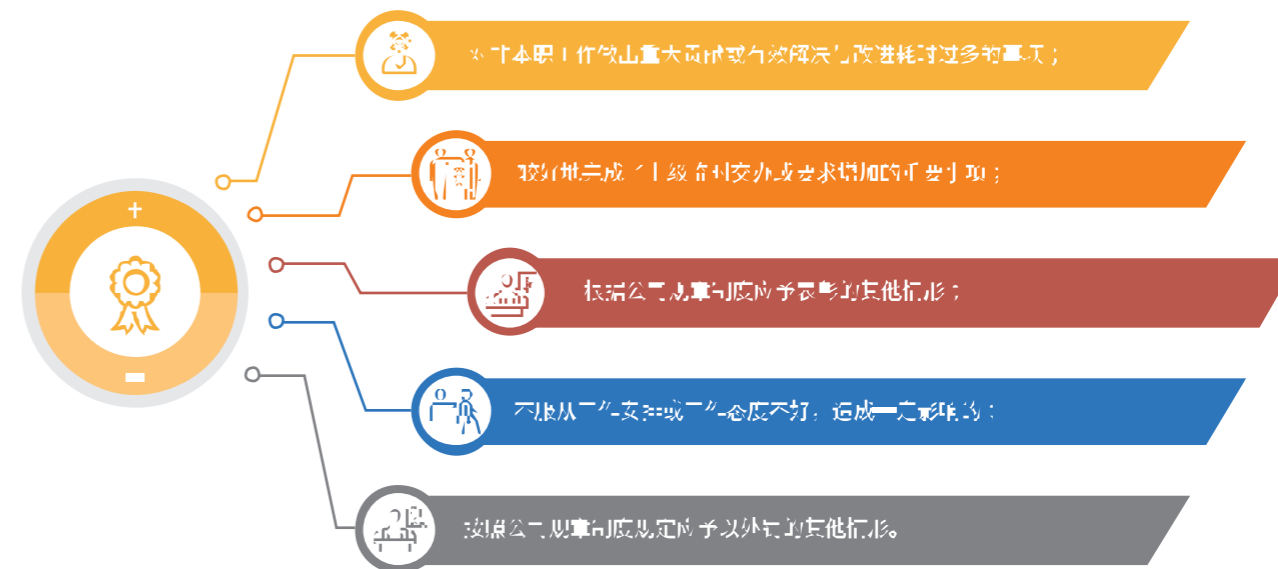 对于本职工作做出重大贡献或有效解决与改进耗时过多的事项；
较好地完成了上级临时交办或要求增加的重要事项；
根据公司规章制度应予表彰的其他情形；
不服从工作安排或工作态度不好，造成一定影响的；
按照公司规章制度规定应予以处罚的其他情形。